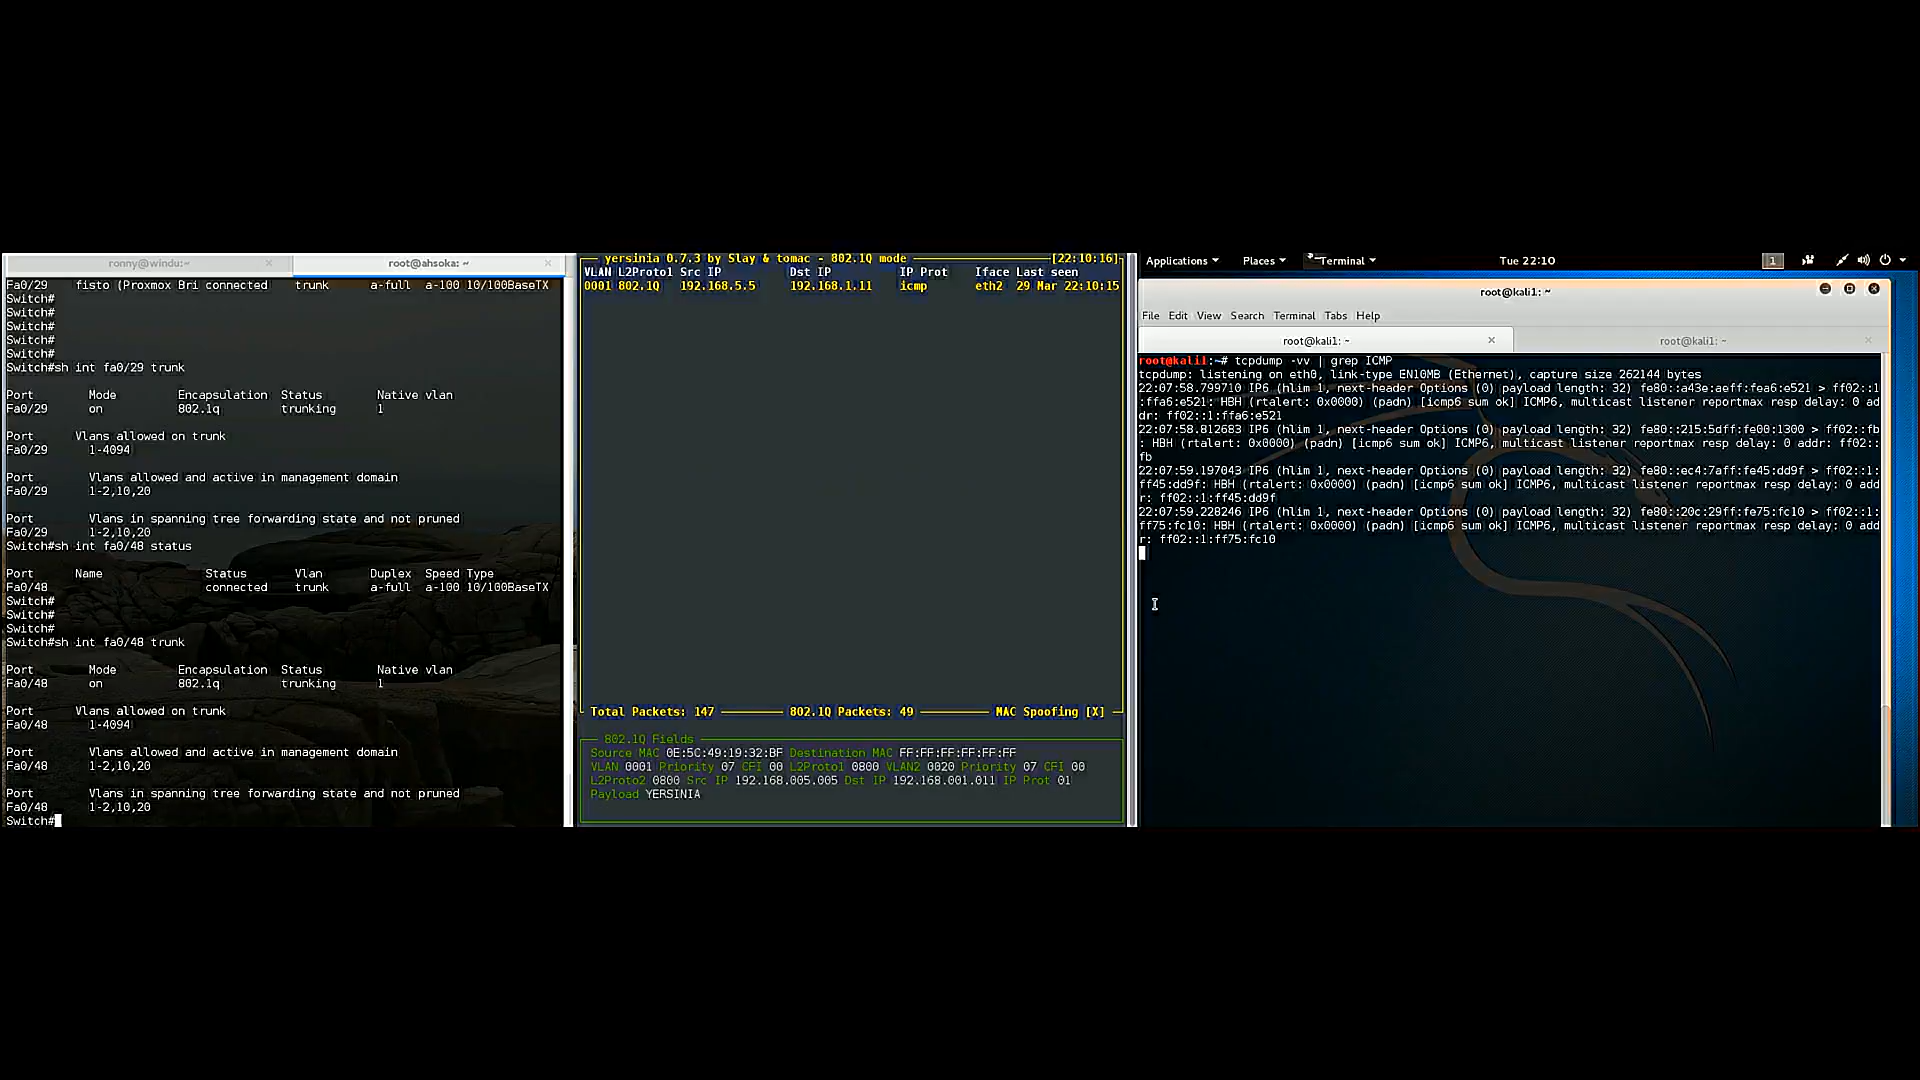 ronny@windu:~ × root@ahsoka: ~ ×
Fa0/29 fisto (Proxmox Bri connected trunk a-full a-100 10/100BaseTX
Switch#
Switch#
Switch#
Switch#
Switch#
Switch#sh int fa0/29 trunk
Port Mode Encapsulation Status Native vlan
Fa0/29 on 802.1q trunking 1
Port Vlans allowed on trunk
Fa0/29 1-4094
Port Vlans allowed and active in management domain
Fa0/29 1-2,10,20
Port Vlans in spanning tree forwarding state and not pruned
Fa0/29 1-2,10,20
Switch#sh int fa0/48 status
Port Name Status Vlan Duplex Speed Type
Fa0/48 connected trunk a-full a-100 10/100BaseTX
Switch#
Switch#
Switch#
Switch#sh int fa0/48 trunk
Port Mode Encapsulation Status Native vlan
Fa0/48 on 802.1q trunking 1
Port Vlans allowed on trunk
Fa0/48 1-4094
Port Vlans allowed and active in management domain
Fa0/48 1-2,10,20
Port Vlans in spanning tree forwarding state and not pruned
Fa0/48 1-2,10,20
Switch#
yersinia 0.7.3 by Slay & tomac - 802.1Q mode [22:10:16]
VLAN L2Proto1 Src IP Dst IP IP Prot Iface Last seen
0001 802.1Q 192.168.5.5 192.168.1.11 icmp eth2 29 Mar 22:10:15
Total Packets: 147 802.1Q Packets: 49 MAC Spoofing [X]
802.1Q Fields
Source MAC 0E:5C:49:19:32:BF Destination MAC FF:FF:FF:FF:FF:FF
VLAN 0001 Priority 07 CFI 00 L2Proto1 0800 VLAN2 0020 Priority 07 CFI 00
L2Proto2 0800 Src IP 192.168.005.005 Dst IP 192.168.001.011 IP Prot 01
Payload YERSINIA
Applications Places Terminal Tue 22:10 1
root@kali1: ~
File Edit View Search Terminal Tabs Help
root@kali1: ~ × root@kali1: ~ ×
root@kali1:~# tcpdump -vv | grep ICMP
tcpdump: listening on eth0, link-type EN10MB (Ethernet), capture size 262144 bytes
22:07:58.799710 IP6 (hlim 1, next-header Options (0) payload length: 32) fe80::a43e:aeff:fea6:e521 > ff02::1
:ffa6:e521: HBH (rtalert: 0x0000) (padn) [icmp6 sum ok] ICMP6, multicast listener reportmax resp delay: 0 ad
dr: ff02::1:ffa6:e521
22:07:58.812683 IP6 (hlim 1, next-header Options (0) payload length: 32) fe80::215:5dff:fe00:1300 > ff02::fb
: HBH (rtalert: 0x0000) (padn) [icmp6 sum ok] ICMP6, multicast listener reportmax resp delay: 0 addr: ff02::
fb
22:07:59.197043 IP6 (hlim 1, next-header Options (0) payload length: 32) fe80::ec4:7aff:fe45:dd9f > ff02::1:
ff45:dd9f: HBH (rtalert: 0x0000) (padn) [icmp6 sum ok] ICMP6, multicast listener reportmax resp delay: 0 add
r: ff02::1:ff45:dd9f
22:07:59.228246 IP6 (hlim 1, next-header Options (0) payload length: 32) fe80::20c:29ff:fe75:fc10 > ff02::1:
ff75:fc10: HBH (rtalert: 0x0000) (padn) [icmp6 sum ok] ICMP6, multicast listener reportmax resp delay: 0 add
r: ff02::1:ff75:fc10